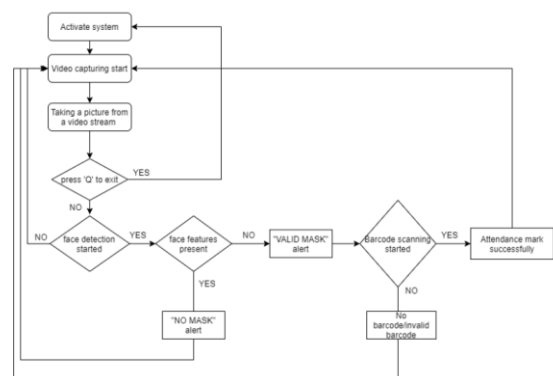 Activate system
Video capturing start
Taking a picture from
a video stream
press 'Q' to exit
YES
NO
NO
face detection
started
YES
face features
present
NO
"VALID MASK"
alert
Barcode scanning
started
YES
Attendance mark
successfully
YES
NO
"NO MASK"
alert
No
barcode/invalid
barcode